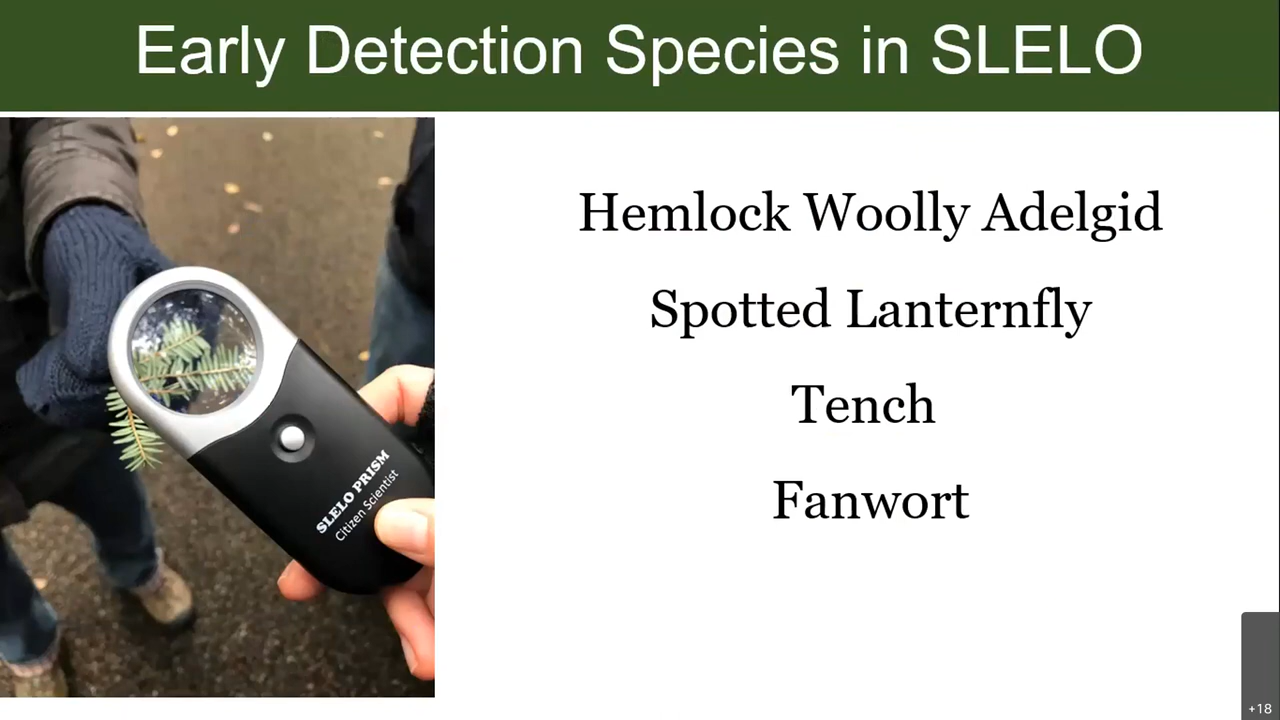 Early Detection Species in SLELO
Hemlock Woolly Adelgid
Spotted Lanternfly
Tench
Fanwort
SLELO PRISM
Citizen Scientist
+18